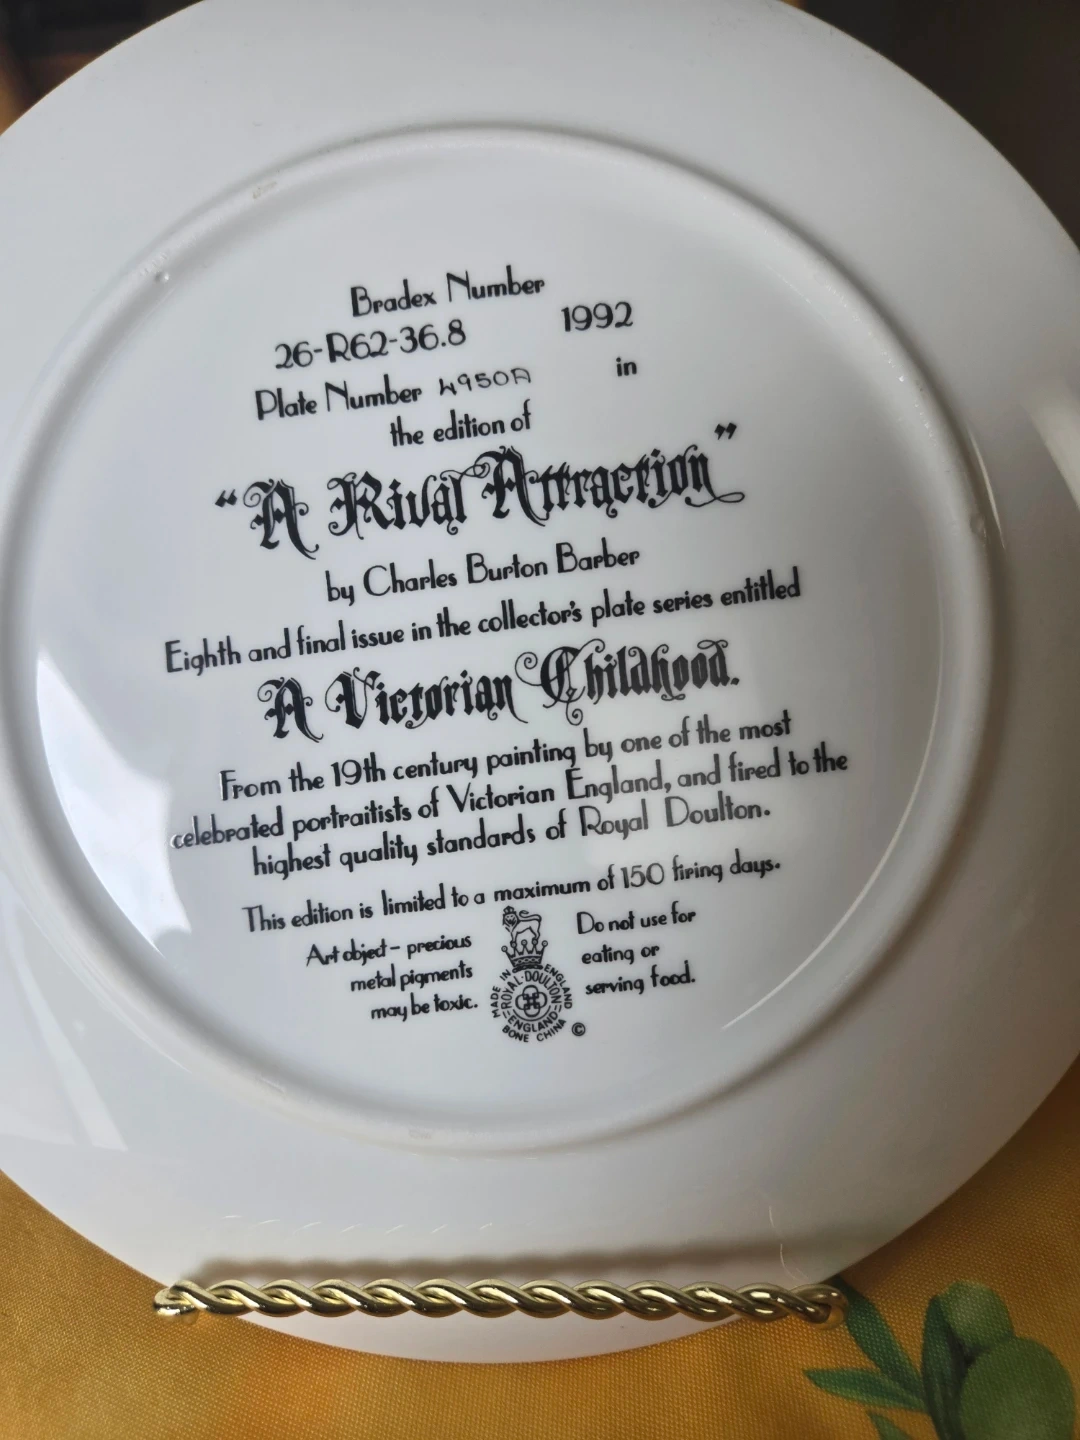 Bradex Number
26-R62-36.8 1992
Plate Number 4950A in
the edition of
“A Rival Attraction”
by Charles Burton Barber
Eighth and final issue in the collector's plate series entitled
A Victorian Childhood.
From the 19th century painting by one of the most
celebrated portraitists of Victorian England, and fired to the
highest quality standards of Royal Doulton.
This edition is limited to a maximum of 150 firing days.
Art object – precious
metal pigments
may be toxic.
MADE IN ENGLAND
ROYAL·DOULTON
ENGLAND
BONE CHINA
©
Do not use for
eating or
serving food.